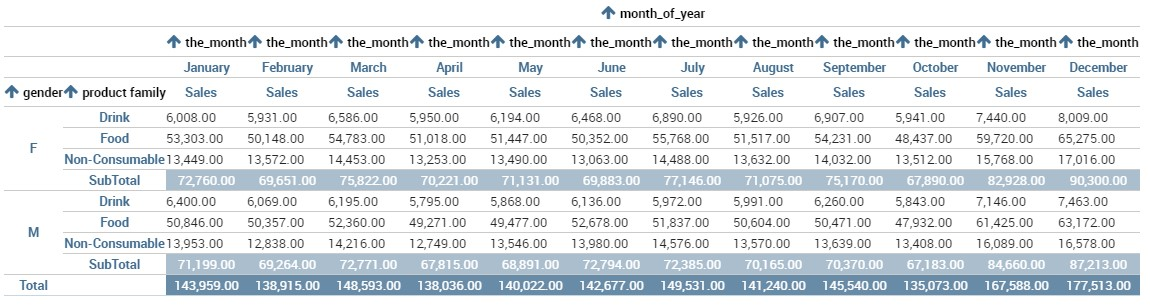 month_of_year
the_month the_month the_month the_month the_month the_month the_month the_month the_month the_month the_month the_month
January February March April May June July August September October November December
gender product family Sales Sales Sales Sales Sales Sales Sales Sales Sales Sales Sales Sales
Drink 6,008.00 5,931.00 6,586.00 5,950.00 6,194.00 6,468.00 6,890.00 5,926.00 6,907.00 5,941.00 7,440.00 8,009.00
F Food 53,303.00 50,148.00 54,783.00 51,018.00 51,447.00 50,352.00 55,768.00 51,517.00 54,231.00 48,437.00 59,720.00 65,275.00
Non-Consumable 13,449.00 13,572.00 14,453.00 13,253.00 13,490.00 13,063.00 14,488.00 13,632.00 14,032.00 13,512.00 15,768.00 17,016.00
SubTotal 72,760.00 69,651.00 75,822.00 70,221.00 71,131.00 69,883.00 77,146.00 71,075.00 75,170.00 67,890.00 82,928.00 90,300.00
Drink 6,400.00 6,069.00 6,195.00 5,795.00 5,868.00 6,136.00 5,972.00 5,991.00 6,260.00 5,843.00 7,146.00 7,463.00
M Food 50,846.00 50,357.00 52,360.00 49,271.00 49,477.00 52,678.00 51,837.00 50,604.00 50,471.00 47,932.00 61,425.00 63,172.00
Non-Consumable 13,953.00 12,838.00 14,216.00 12,749.00 13,546.00 13,980.00 14,576.00 13,570.00 13,639.00 13,408.00 16,089.00 16,578.00
SubTotal 71,199.00 69,264.00 72,771.00 67,815.00 68,891.00 72,794.00 72,385.00 70,165.00 70,370.00 67,183.00 84,660.00 87,213.00
Total 143,959.00 138,915.00 148,593.00 138,036.00 140,022.00 142,677.00 149,531.00 141,240.00 145,540.00 135,073.00 167,588.00 177,513.00